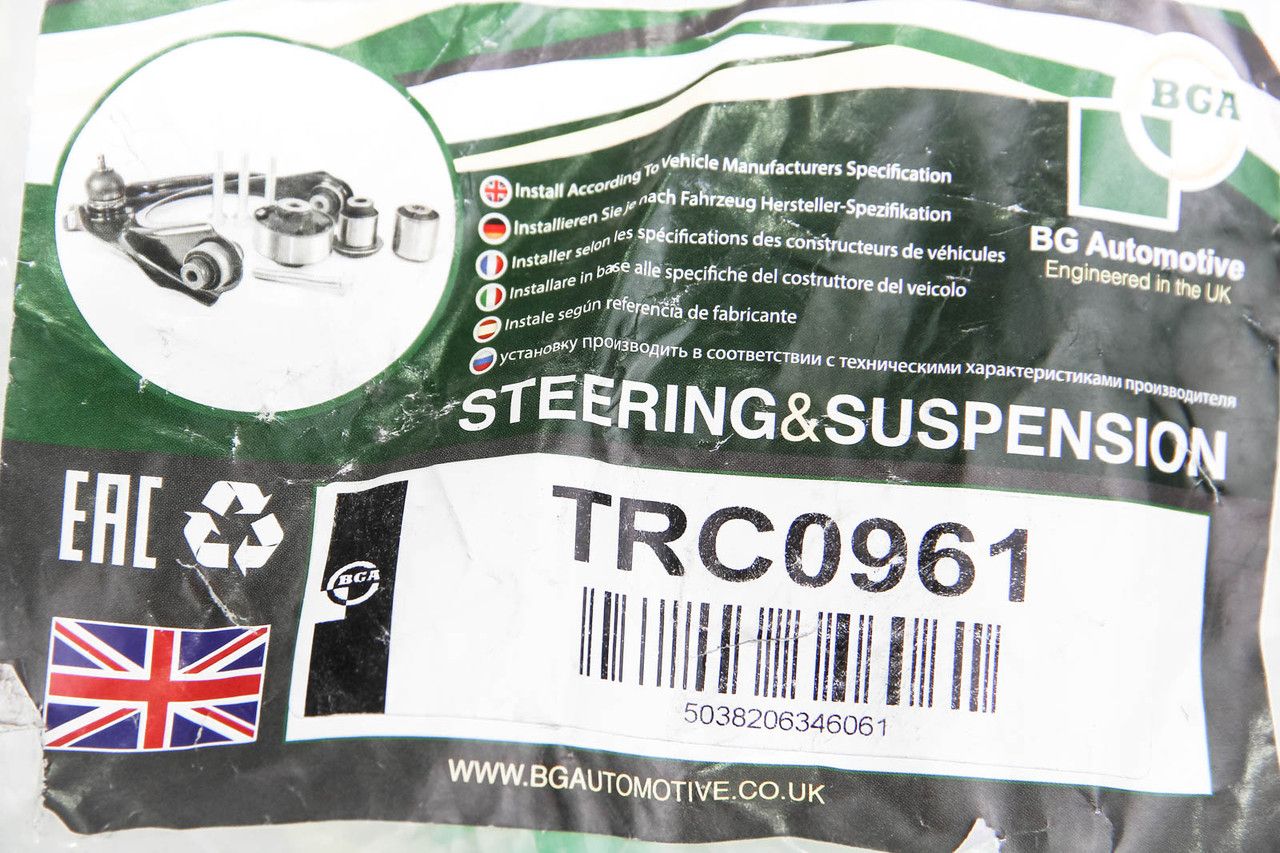 BGA
Install According To Vehicle Manufacturers Specification
Installieren Sie je nach Fahrzeug Hersteller-Spezifikation
Installer selon les spécifications des constructeurs de véhicules
Installare in base alle specifiche del costruttore del veicolo
Instale según referencia de fabricante
установку производить в соответствии с техническими характеристиками производителя
BG Automotive
Engineered in the UK
STEERING&SUSPENSION
EAC
BGA
TRC0961
5038206346061
WWW.BGAUTOMOTIVE.CO.UK